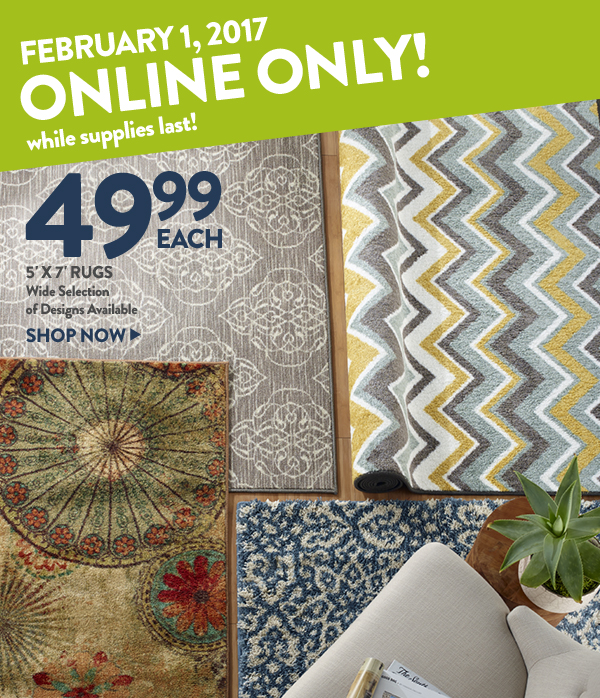 FEBRUARY 1, 2017
ONLINE ONLY!
while supplies last!
49 99
EACH
5' X 7' RUGS
Wide Selection
of Designs Available
SHOP NOW ▶